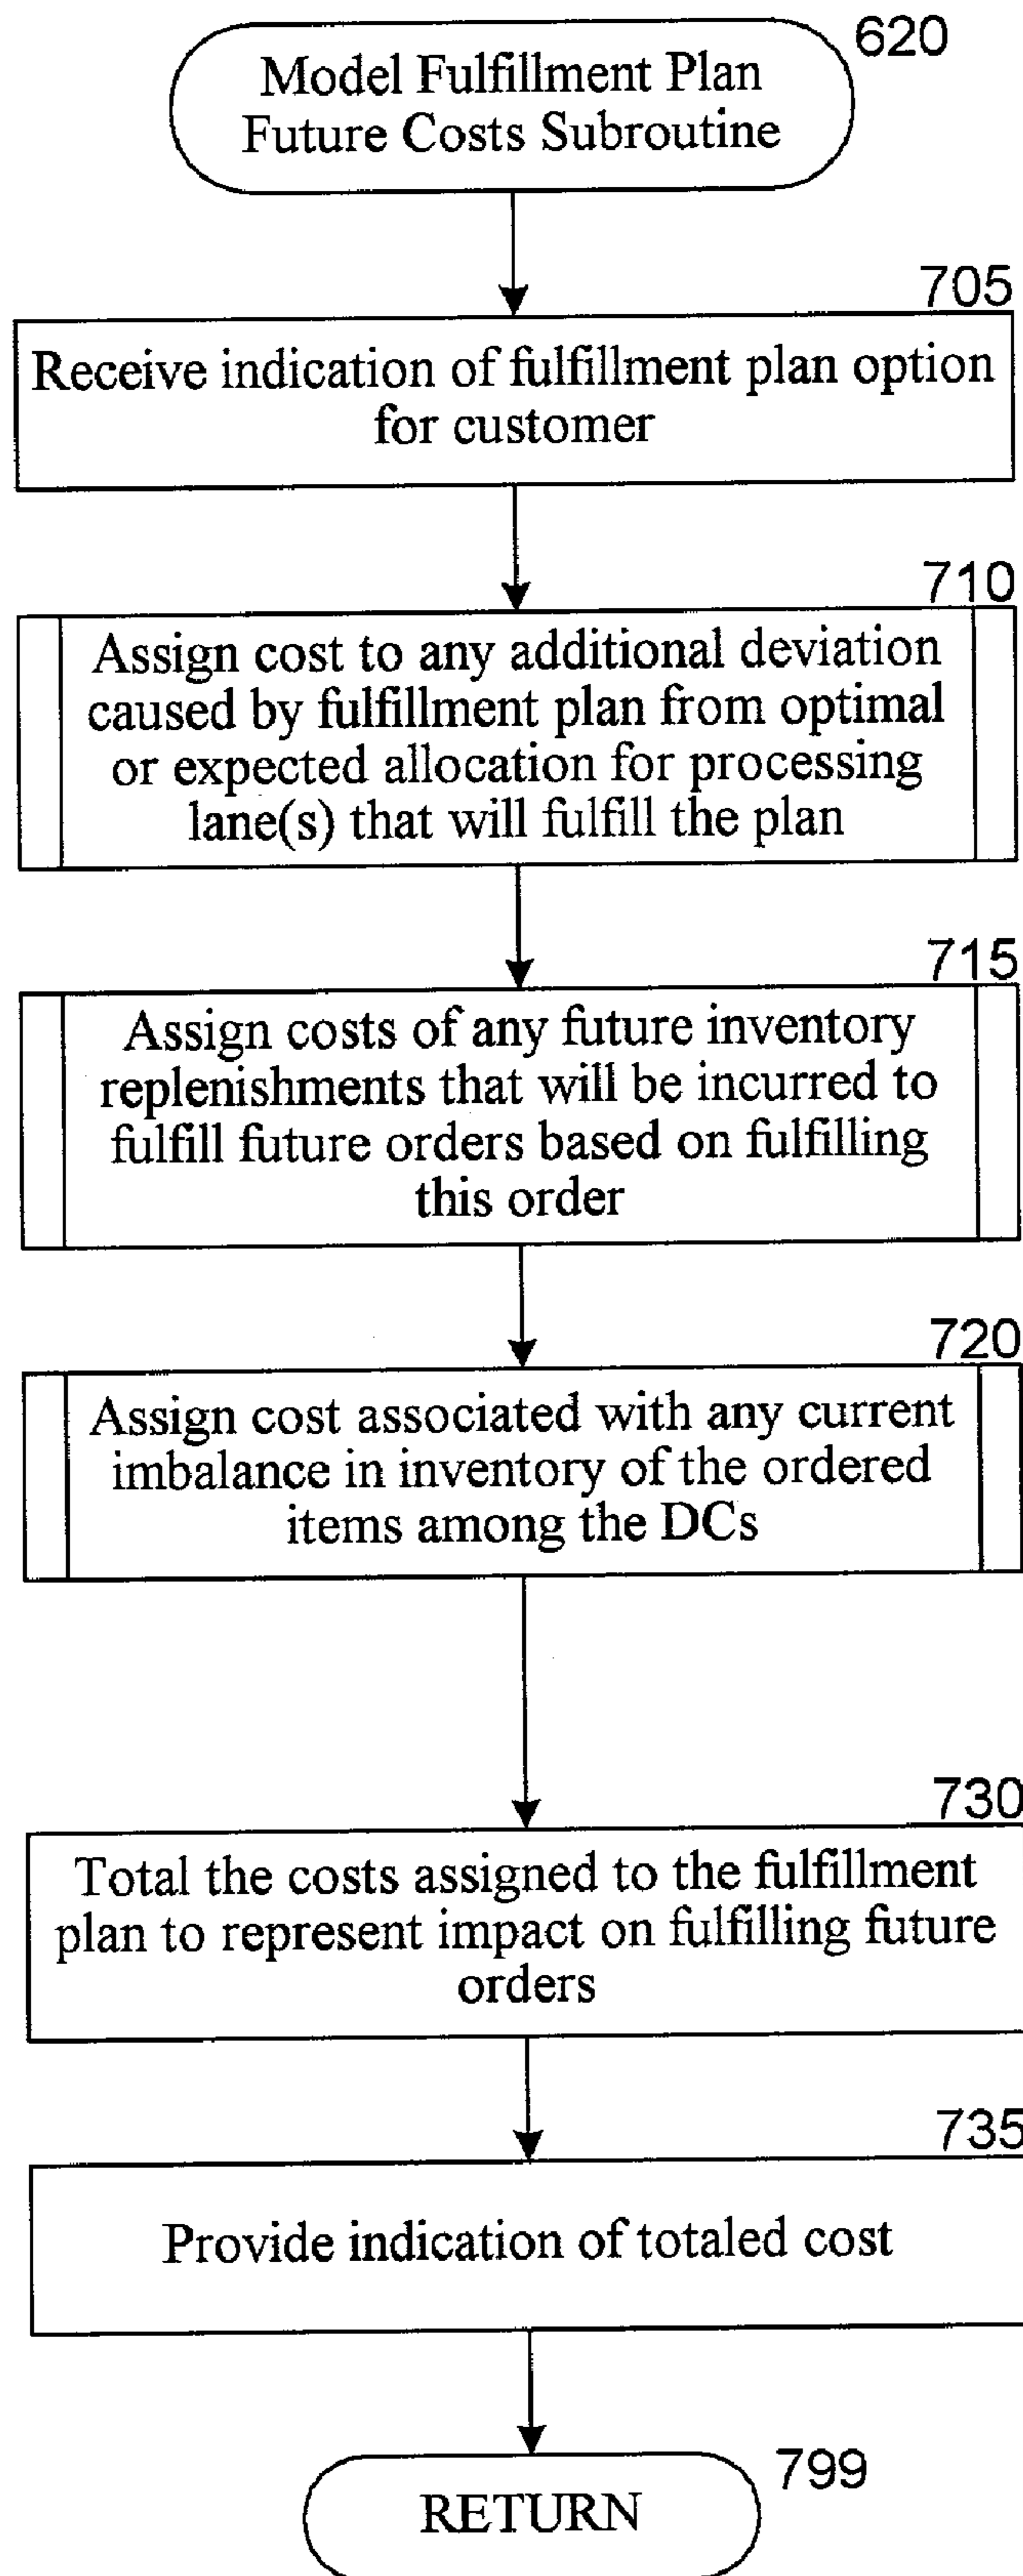 620
Model Fulfillment Plan
Future Costs Subroutine
705
Receive indication of fulfillment plan option
for customer
710
Assign cost to any additional deviation
caused by fulfillment plan from optimal
or expected allocation for processing
lane(s) that will fulfill the plan
715
Assign costs of any future inventory
replenishments that will be incurred to
fulfill future orders based on fulfilling
this order
720
Assign cost associated with any current
imbalance in inventory of the ordered
items among the DCs
730
Total the costs assigned to the fulfillment
plan to represent impact on fulfilling future
orders
735
Provide indication of totaled cost
799
RETURN